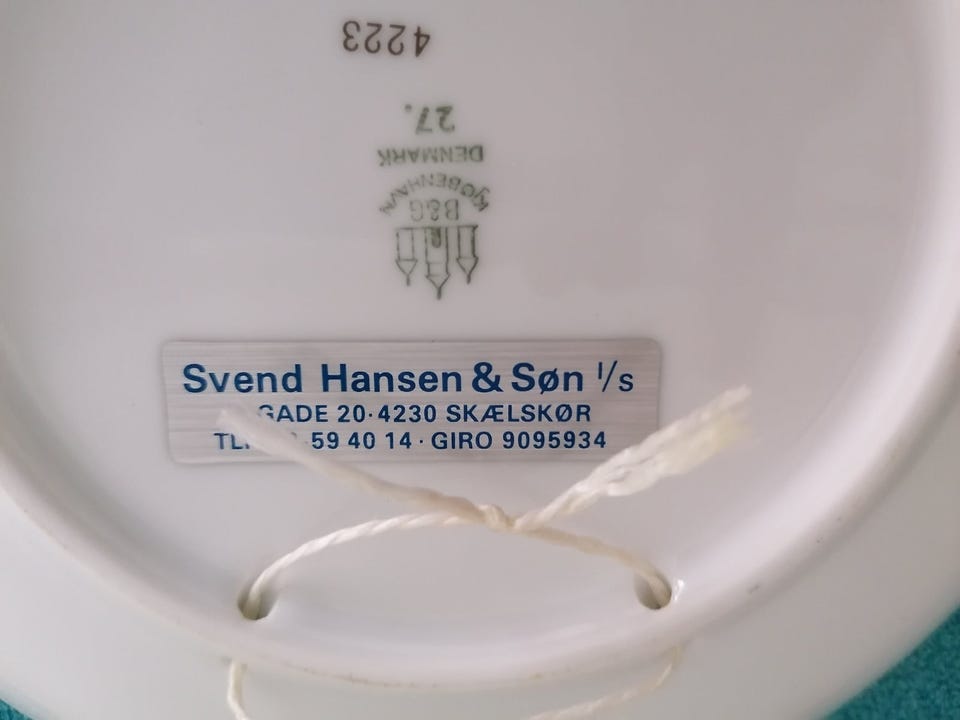 4223
27.
DENMARK
KJØBENHAVN
B&G
Svend Hansen & Søn I/s
GADE 20·4230 SKÆLSKØR
59 40 14 · GIRO 9095934